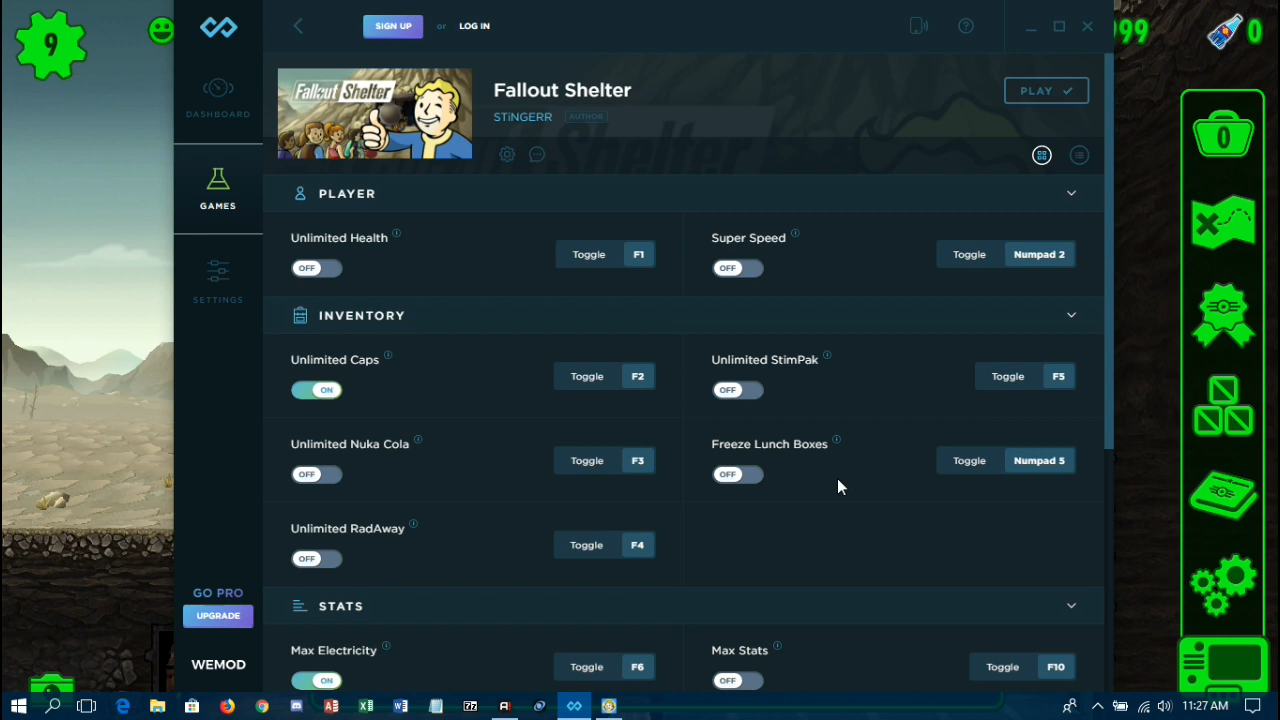 9
SIGN UP or LOG IN
999
0
DASHBOARD
GAMES
SETTINGS
GO PRO
UPGRADE
WEMOD
Fallout Shelter
Fallout Shelter
STiNGERR AUTHOR
PLAY
Shelter
0
PLAYER
Unlimited Health
OFF
Toggle F1
Super Speed
OFF
Toggle Numpad 2
INVENTORY
Unlimited Caps
ON
Toggle F2
Unlimited StimPak
OFF
Toggle F5
Unlimited Nuka Cola
OFF
Toggle F3
Freeze Lunch Boxes
OFF
Toggle Numpad 5
Unlimited RadAway
OFF
Toggle F4
STATS
Max Electricity
ON
Toggle F6
Max Stats
OFF
Toggle F10
11:27 AM